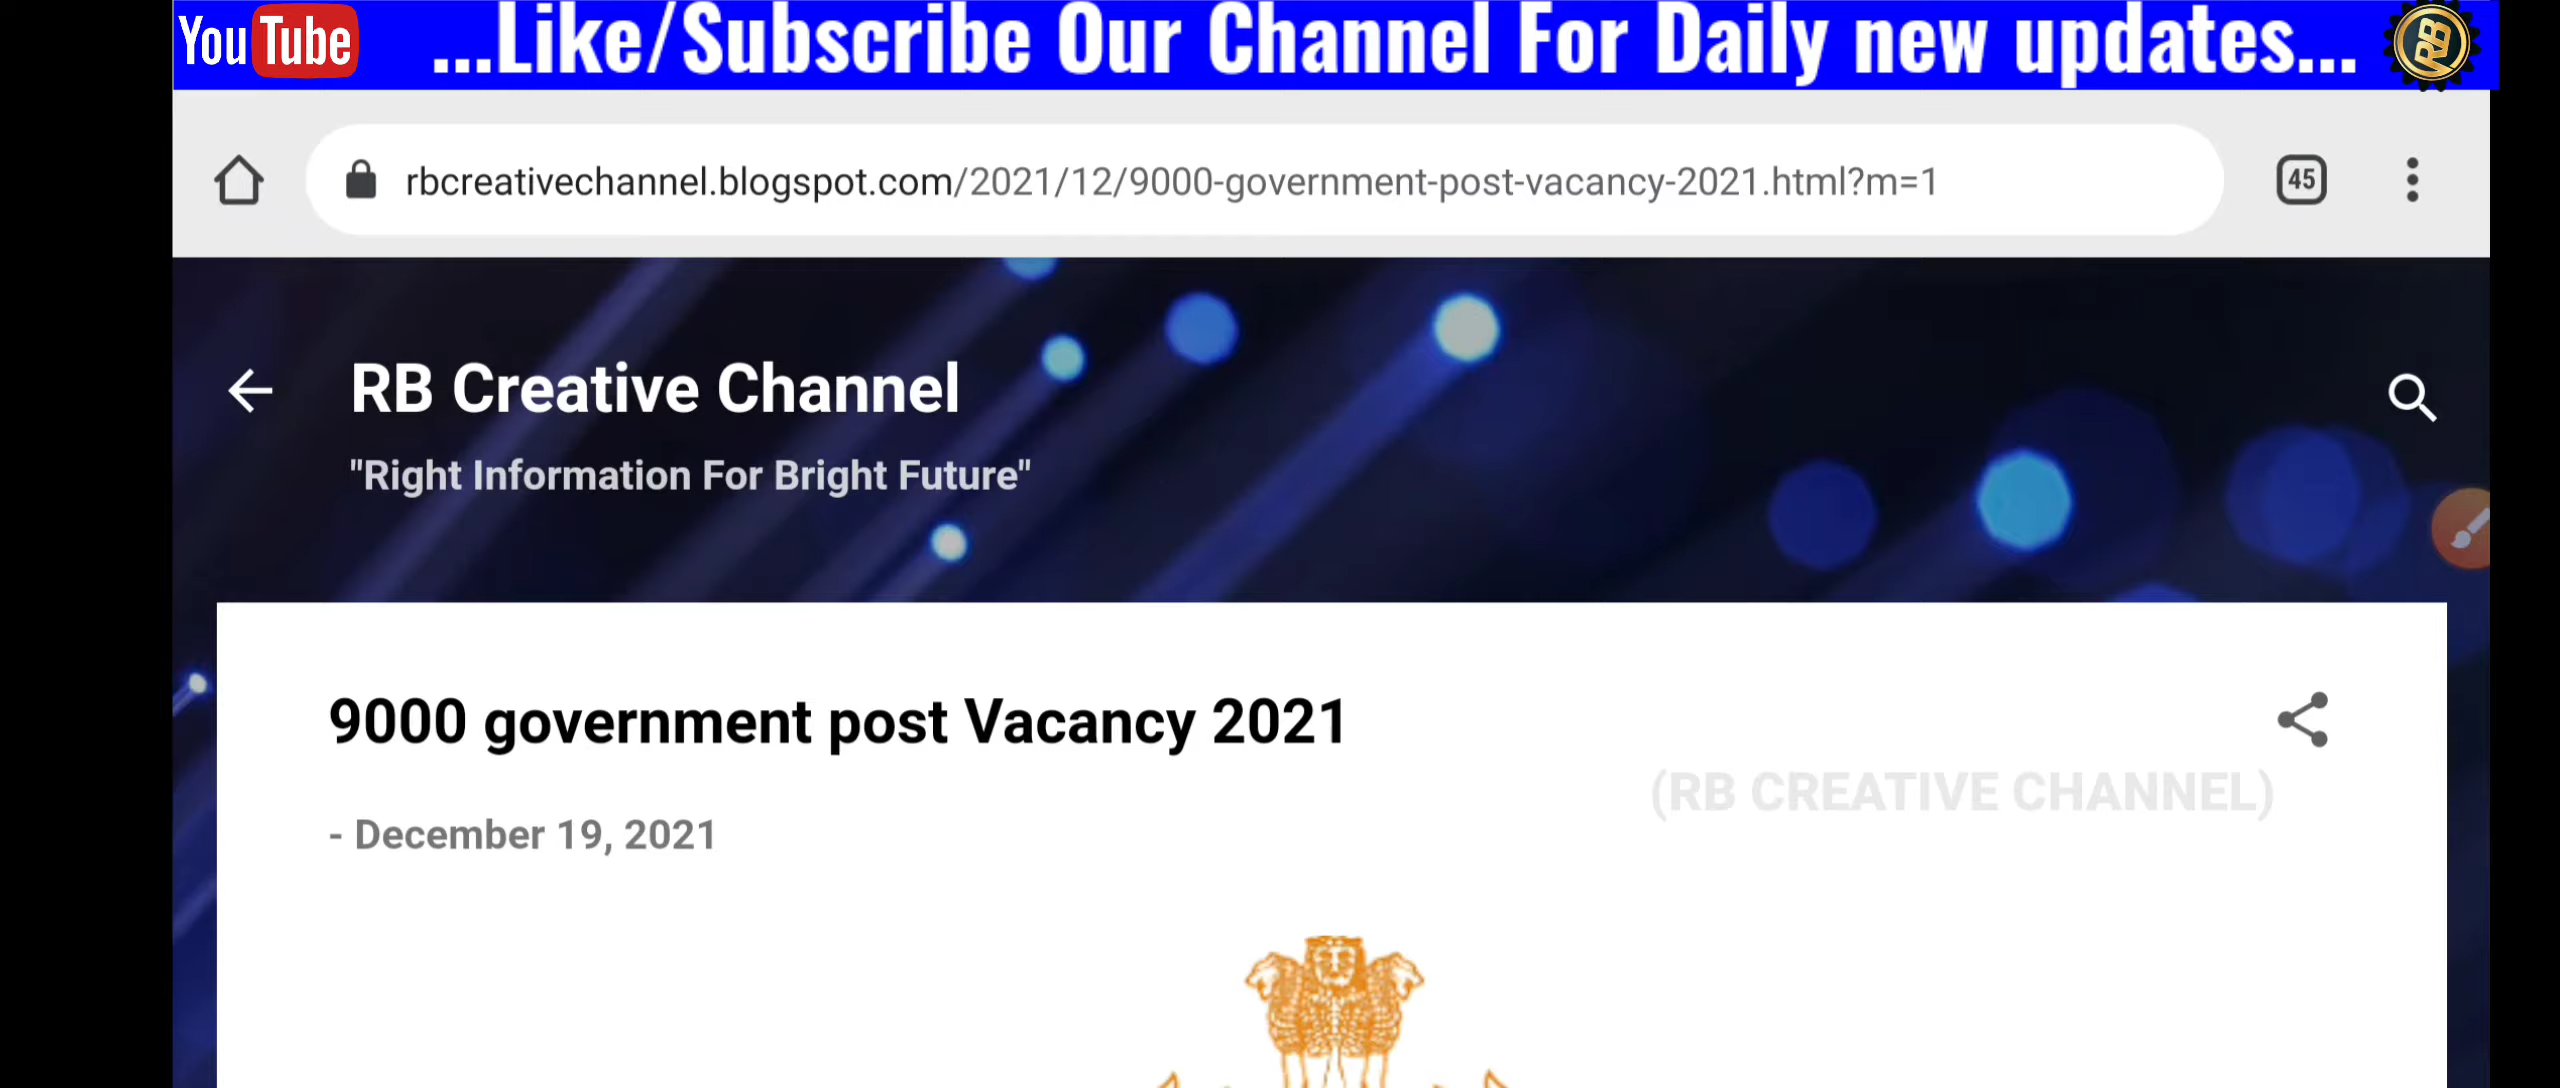 YouTube ...Like/Subscribe Our Channel For Daily new updates... RB
rbcreativechannel.blogspot.com/2021/12/9000-government-post-vacancy-2021.html?m=1 45
RB Creative Channel
"Right Information For Bright Future"
9000 government post Vacancy 2021
(RB CREATIVE CHANNEL)
- December 19, 2021